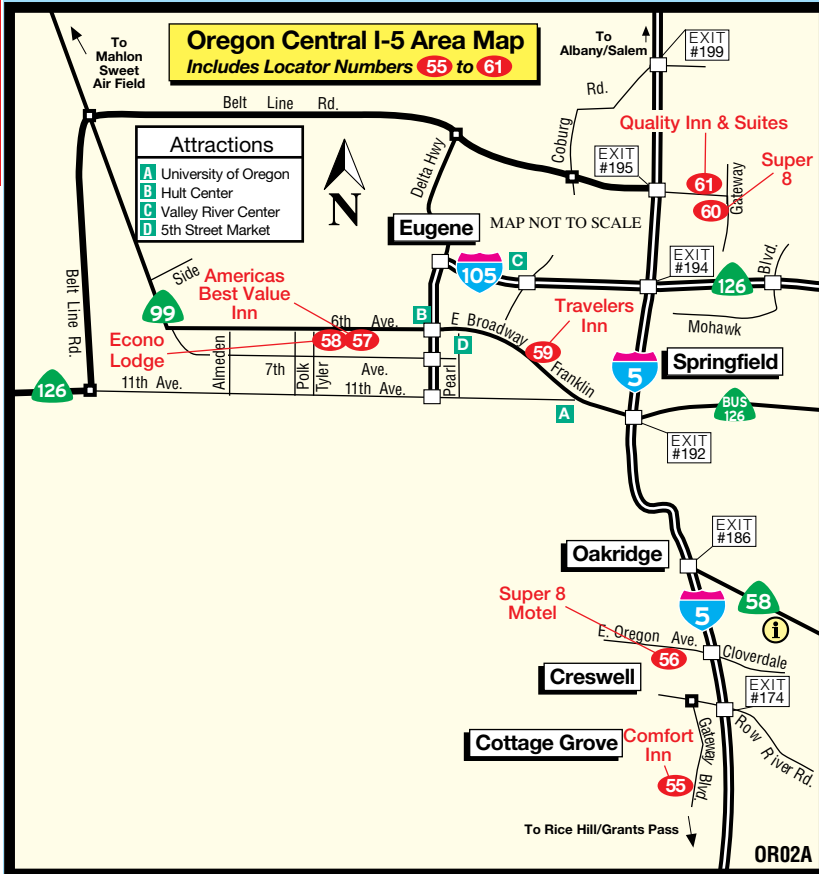 Oregon Central I-5 Area Map
Includes Locator Numbers 55 to 61
To
Mahlon
Sweet
Air Field
To
Albany/Salem
EXIT
#199
Belt Line Rd.
Coburg Rd.
Delta Hwy
Attractions
A University of Oregon
B Hult Center
C Valley River Center
D 5th Street Market
N
Quality Inn & Suites
EXIT
#195
61
Super
8
60
Gateway
Eugene
MAP NOT TO SCALE
105
C
EXIT
#194
126
Blvd.
Mohawk
Belt Line Rd.
Side
99
Americas
Best Value
Inn
Econo
Lodge
6th Ave.
58
57
B
E Broadway
D
Travelers
Inn
59
Franklin
5
Springfield
Almeden
7th Ave.
Polk
Tyler
Pearl
126
11th Ave.
11th Ave.
A
BUS
126
EXIT
#192
EXIT
#186
Oakridge
58
i
5
Super 8
Motel
E. Oregon Ave.
Cloverdale
56
Creswell
EXIT
#174
Cottage Grove
Gateway Blvd.
Row River Rd.
Comfort
Inn
55
To Rice Hill/Grants Pass
OR02A